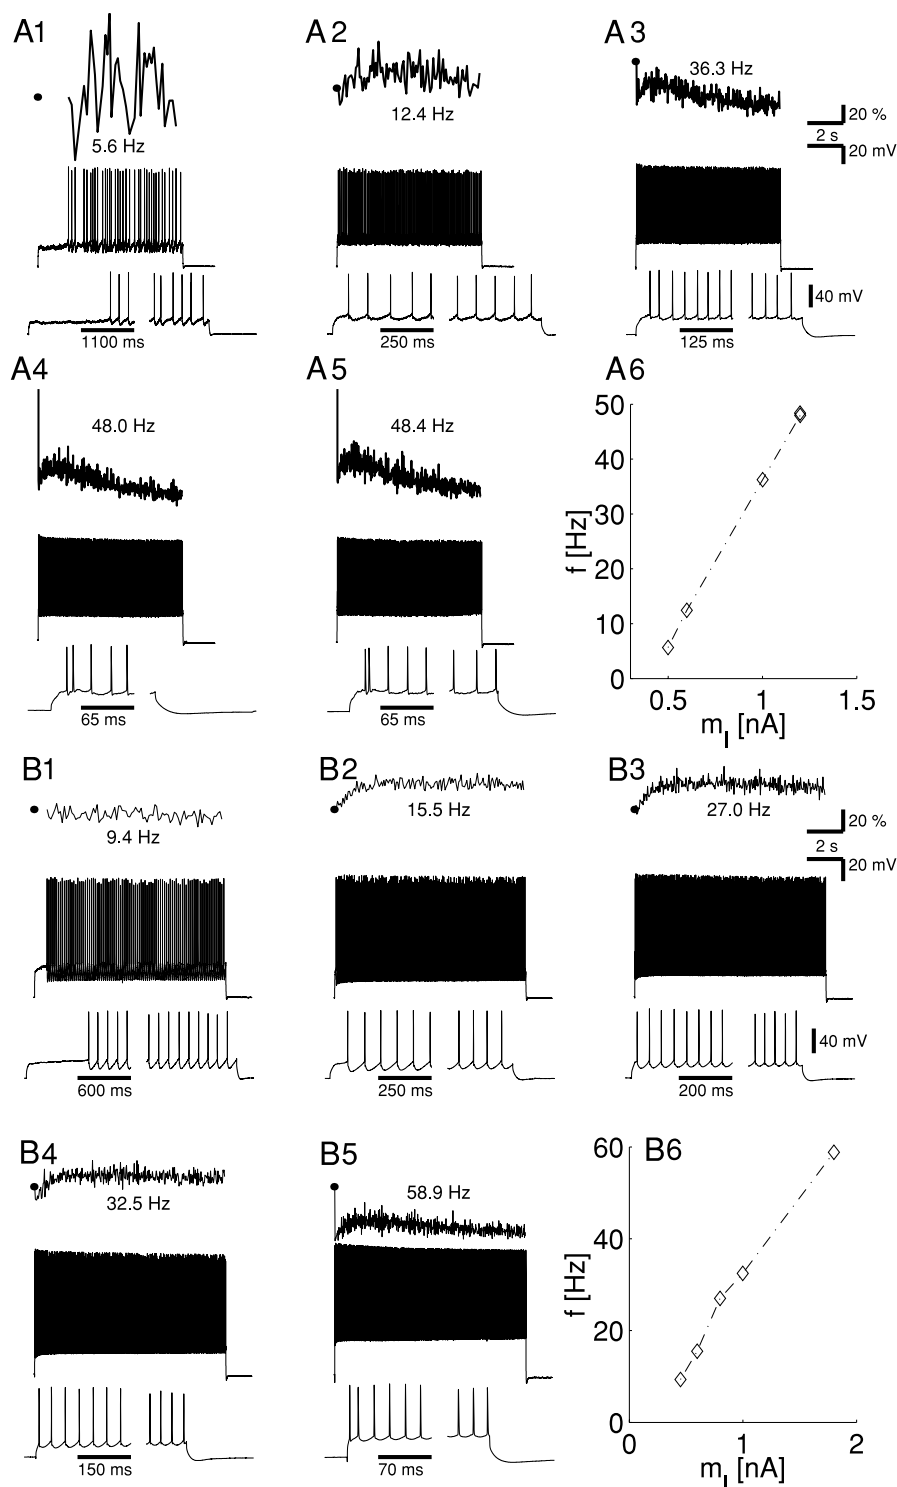 A1
A2
A3
5.6 Hz
12.4 Hz
36.3 Hz
20 %
2 s
20 mV
40 mV
1100 ms
250 ms
125 ms
A4
A5
A6
48.0 Hz
48.4 Hz
65 ms
65 ms
f [Hz]
50
40
30
20
10
0
0.5
1
1.5
m_I [nA]
B1
B2
B3
9.4 Hz
15.5 Hz
27.0 Hz
20 %
2 s
20 mV
40 mV
600 ms
250 ms
200 ms
B4
B5
B6
32.5 Hz
58.9 Hz
150 ms
70 ms
f [Hz]
60
40
20
0
0
1
2
m_I [nA]